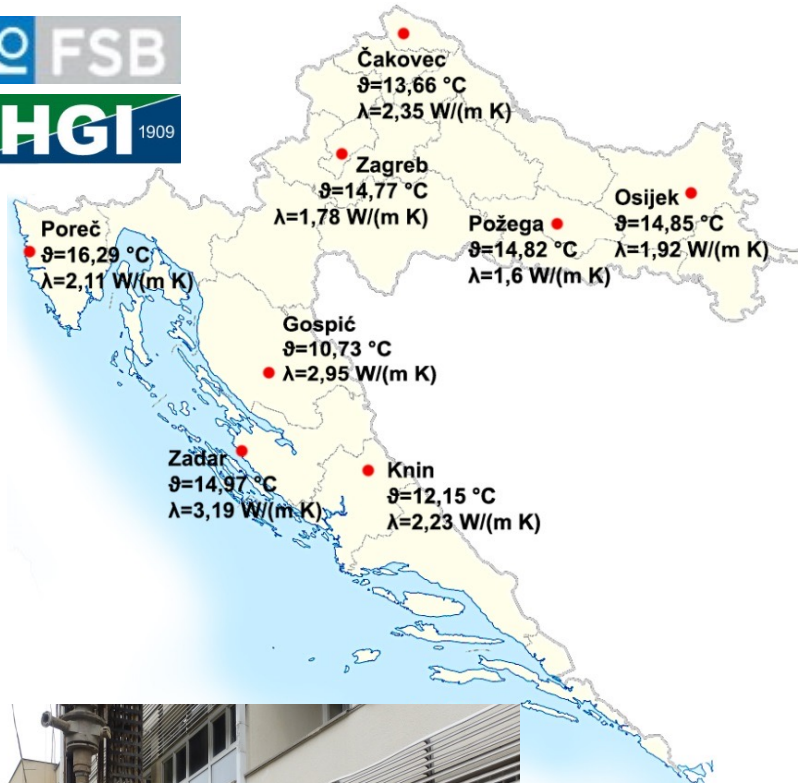 FSB
HGI 1909
Čakovec
ϑ=13,66 °C
λ=2,35 W/(m K)
Zagreb
ϑ=14,77 °C
λ=1,78 W/(m K)
Osijek
ϑ=14,85 °C
λ=1,92 W/(m K)
Požega
ϑ=14,82 °C
λ=1,6 W/(m K)
Poreč
ϑ=16,29 °C
λ=2,11 W/(m K)
Gospić
ϑ=10,73 °C
λ=2,95 W/(m K)
Zadar
ϑ=14,97 °C
λ=3,19 W/(m K)
Knin
ϑ=12,15 °C
λ=2,23 W/(m K)